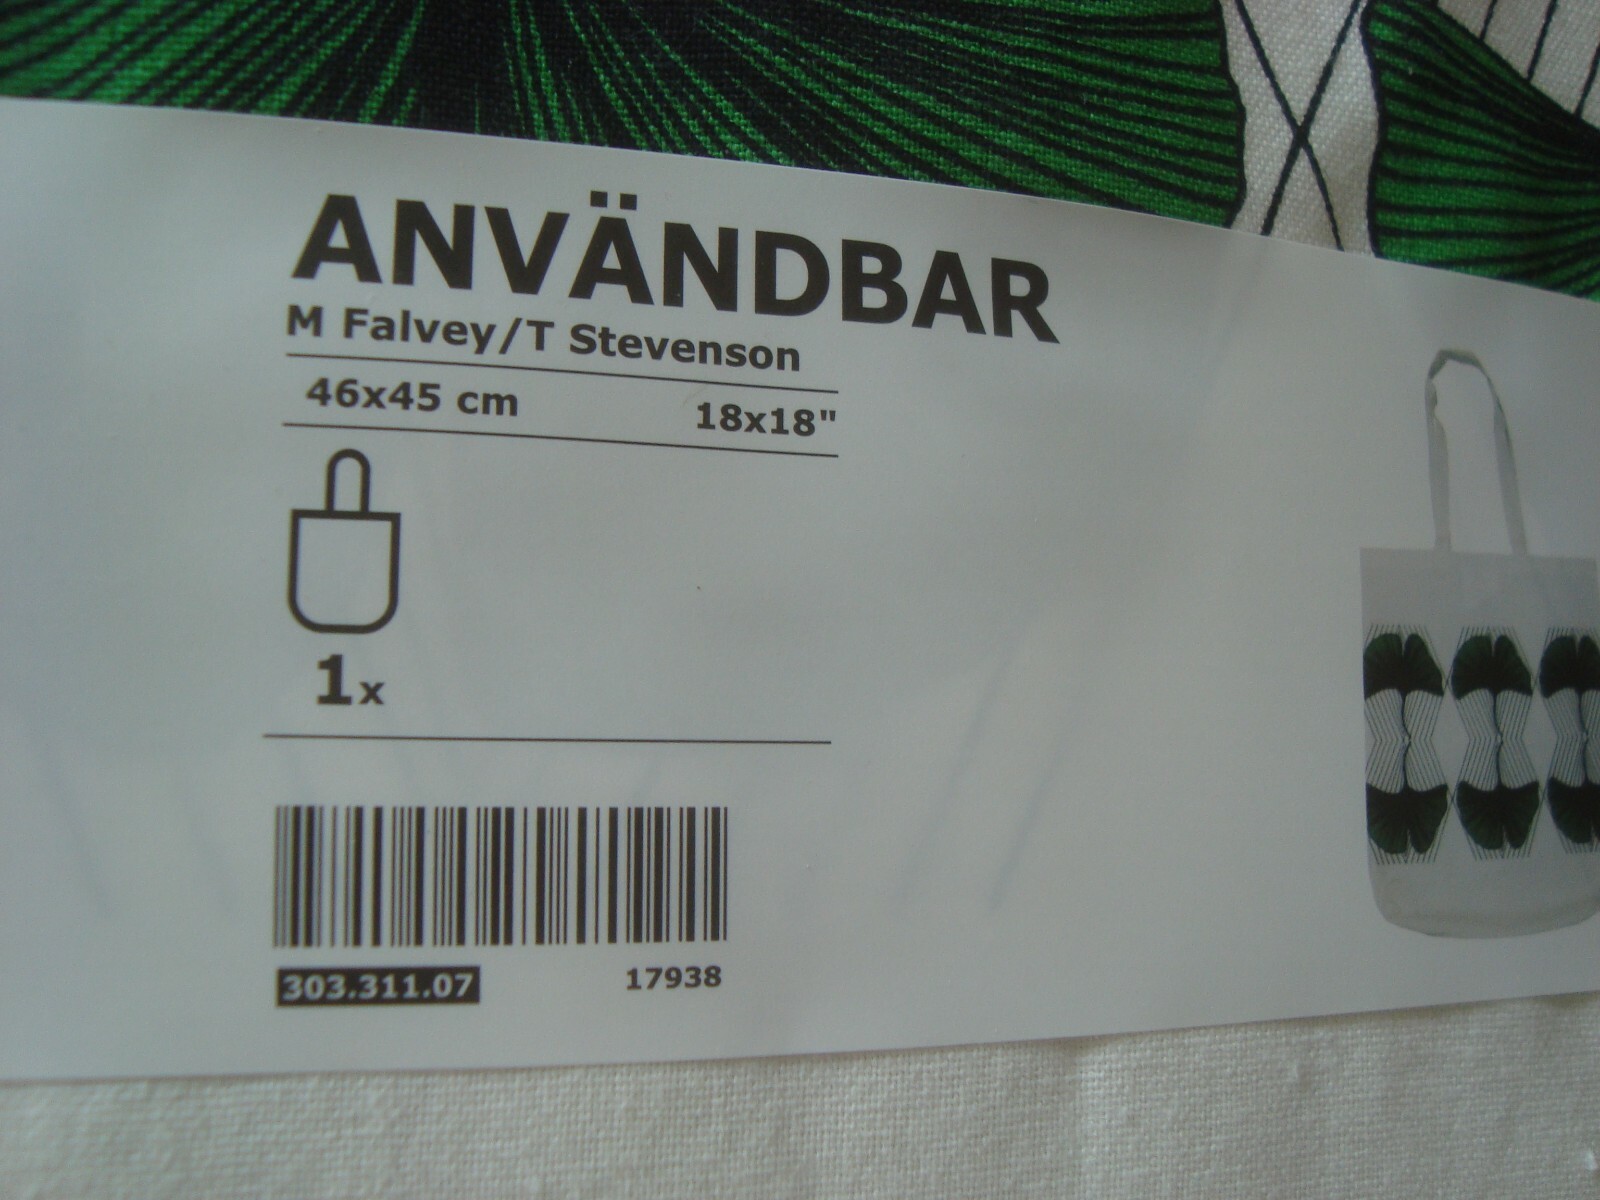 ANVÄNDBAR
M Falvey/T Stevenson
46x45 cm 18x18"
1x
303.311.07 17938